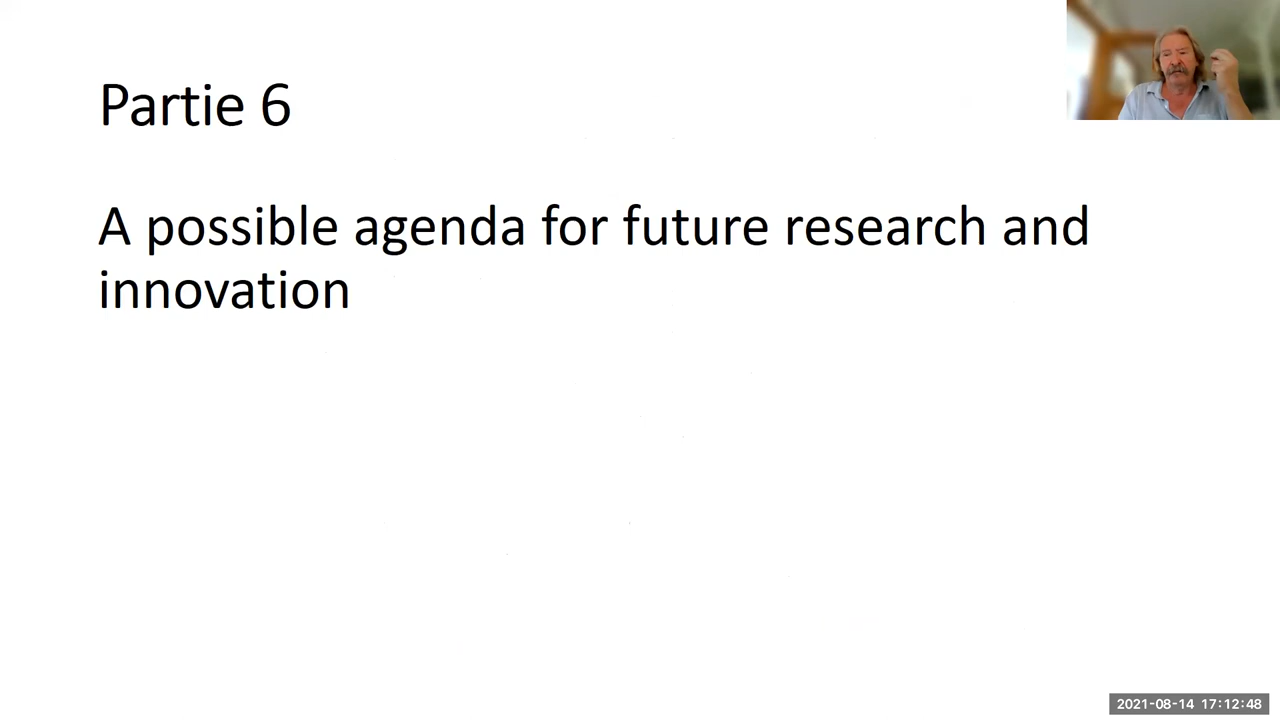 Partie 6
A possible agenda for future research and
innovation
2021-08-14 17:12:48